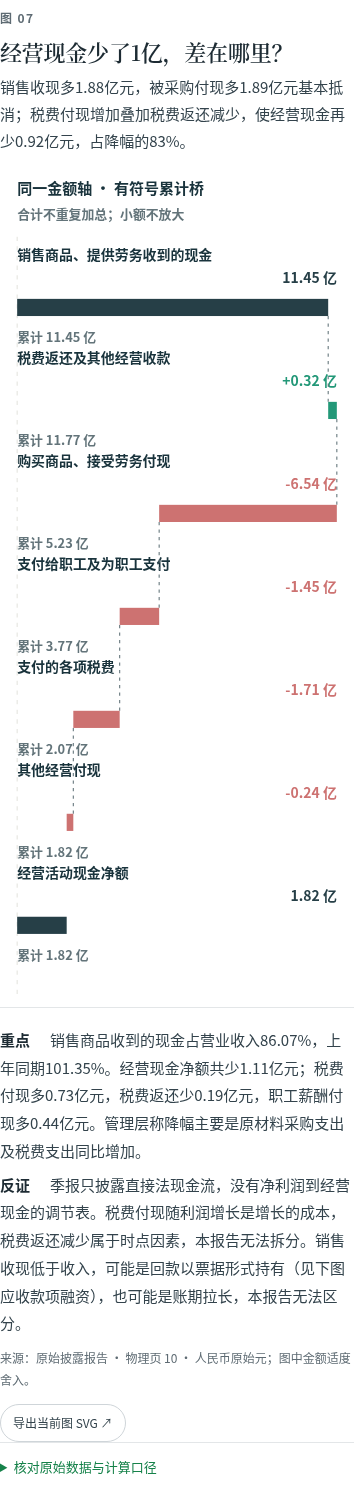 图 07
经营现金少了1亿，差在哪里？
销售收现多1.88亿元，被采购付现多1.89亿元基本抵
消；税费付现增加叠加税费返还减少，使经营现金再
少0.92亿元，占降幅的83%。
同一金额轴 · 有符号累计桥
合计不重复加总；小额不放大
销售商品、提供劳务收到的现金
11.45 亿
累计 11.45 亿
税费返还及其他经营收款
+0.32 亿
累计 11.77 亿
购买商品、接受劳务付现
-6.54 亿
累计 5.23 亿
支付给职工及为职工支付
-1.45 亿
累计 3.77 亿
支付的各项税费
-1.71 亿
累计 2.07 亿
其他经营付现
-0.24 亿
累计 1.82 亿
经营活动现金净额
1.82 亿
累计 1.82 亿
重点 销售商品收到的现金占营业收入86.07%，上
年同期101.35%。经营现金净额共少1.11亿元；税费
付现多0.73亿元，税费返还少0.19亿元，职工薪酬付
现多0.44亿元。管理层称降幅主要是原材料采购支出
及税费支出同比增加。
反证 季报只披露直接法现金流，没有净利润到经营
现金的调节表。税费付现随利润增长是增长的成本，
税费返还减少属于时点因素，本报告无法拆分。销售
收现低于收入，可能是回款以票据形式持有（见下图
应收款项融资），也可能是账期拉长，本报告无法区
分。
来源：原始披露报告 · 物理页 10 · 人民币原始元；图中金额适度
舍入。
导出当前图 SVG ↗
▶ 核对原始数据与计算口径